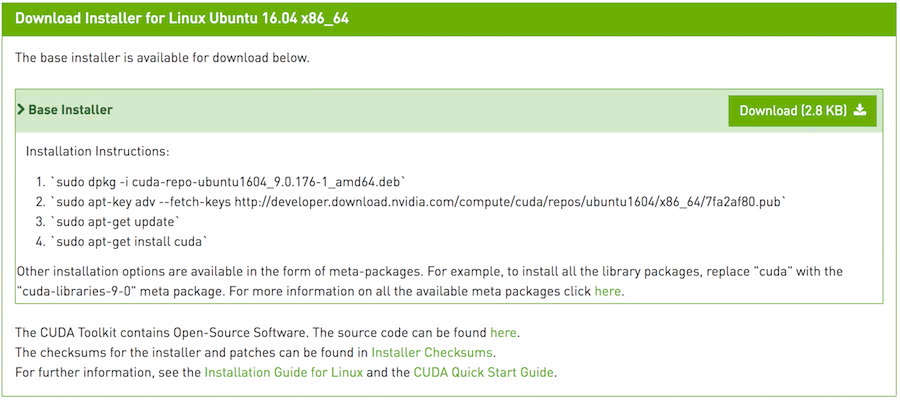 Download Installer for Linux Ubuntu 16.04 x86_64
The base installer is available for download below.
Base Installer
Download (2.8 KB)
Installation Instructions:
1. `sudo dpkg -i cuda-repo-ubuntu1604_9.0.176-1_amd64.deb`
2. `sudo apt-key adv --fetch-keys http://developer.download.nvidia.com/compute/cuda/repos/ubuntu1604/x86_64/7fa2af80.pub`
3. `sudo apt-get update`
4. `sudo apt-get install cuda`
Other installation options are available in the form of meta-packages. For example, to install all the library packages, replace "cuda" with the
"cuda-libraries-9-0" meta package. For more information on all the available meta packages click here.
The CUDA Toolkit contains Open-Source Software. The source code can be found here.
The checksums for the installer and patches can be found in Installer Checksums.
For further information, see the Installation Guide for Linux and the CUDA Quick Start Guide.